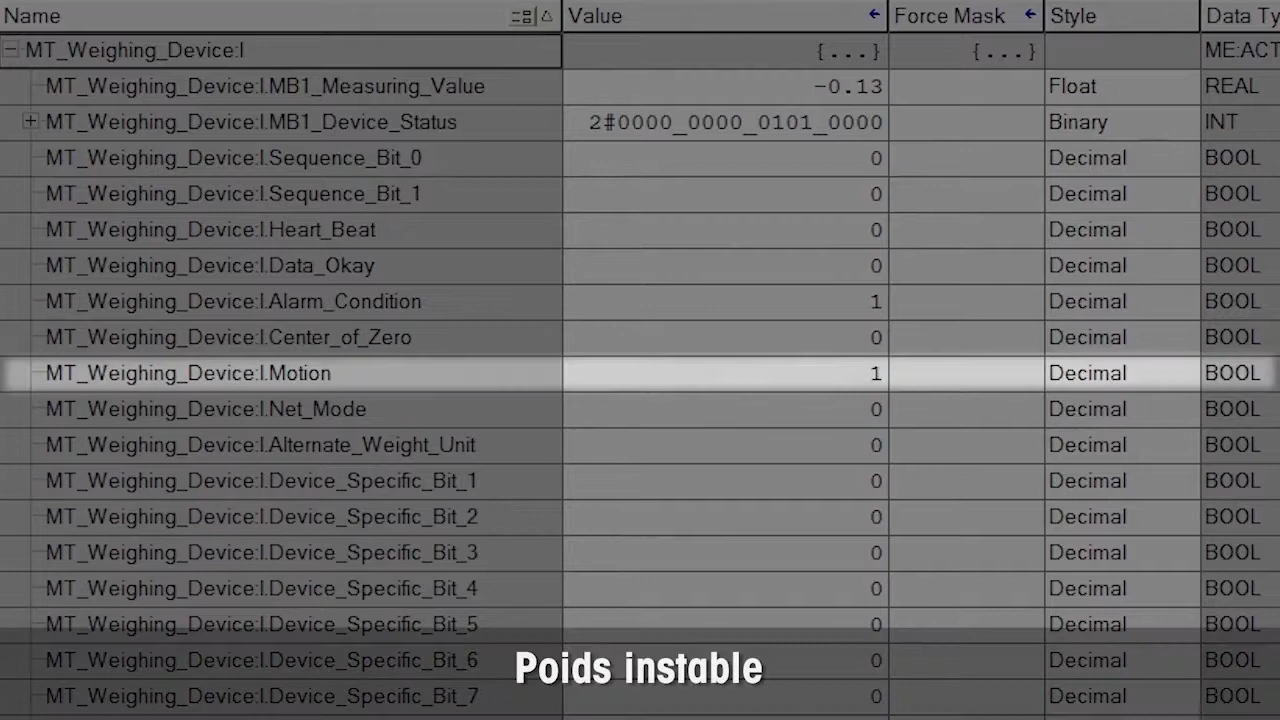 Name Value Force Mask Style Data Ty
MT_Weighing_Device:I {...} {...} ME:ACT
MT_Weighing_Device:I.MB1_Measuring_Value -0.13 Float REAL
MT_Weighing_Device:I.MB1_Device_Status 2#0000_0000_0101_0000 Binary INT
MT_Weighing_Device:I.Sequence_Bit_0 0 Decimal BOOL
MT_Weighing_Device:I.Sequence_Bit_1 0 Decimal BOOL
MT_Weighing_Device:I.Heart_Beat 0 Decimal BOOL
MT_Weighing_Device:I.Data_Okay 0 Decimal BOOL
MT_Weighing_Device:I.Alarm_Condition 1 Decimal BOOL
MT_Weighing_Device:I.Center_of_Zero 0 Decimal BOOL
MT_Weighing_Device:I.Motion 1 Decimal BOOL
MT_Weighing_Device:I.Net_Mode 0 Decimal BOOL
MT_Weighing_Device:I.Alternate_Weight_Unit 0 Decimal BOOL
MT_Weighing_Device:I.Device_Specific_Bit_1 0 Decimal BOOL
MT_Weighing_Device:I.Device_Specific_Bit_2 0 Decimal BOOL
MT_Weighing_Device:I.Device_Specific_Bit_3 0 Decimal BOOL
MT_Weighing_Device:I.Device_Specific_Bit_4 0 Decimal BOOL
MT_Weighing_Device:I.Device_Specific_Bit_5 0 Decimal BOOL
MT_Weighing_Device:I.Device_Specific_Bit_6 0 Decimal BOOL
Poids instable
MT_Weighing_Device:I.Device_Specific_Bit_7 0 Decimal BOOL